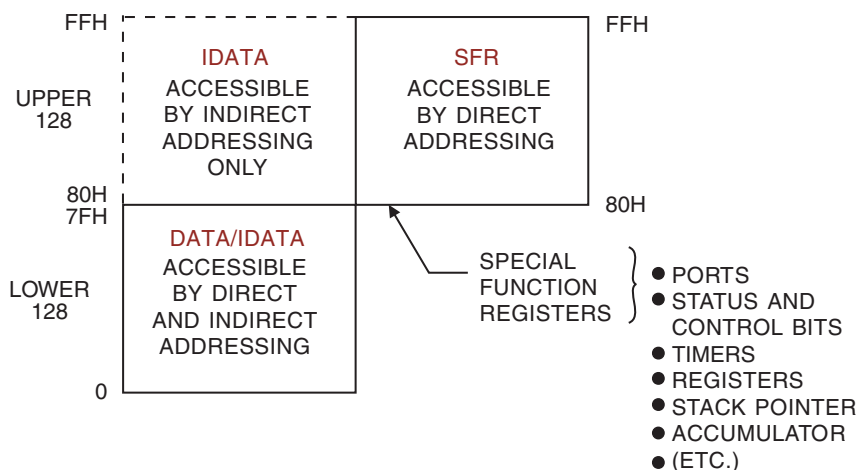 FFH
IDATA
ACCESSIBLE
BY INDIRECT
ADDRESSING
ONLY
SFR
ACCESSIBLE
BY DIRECT
ADDRESSING
FFH
UPPER
128
80H
7FH
80H
DATA/IDATA
ACCESSIBLE
BY DIRECT
AND INDIRECT
ADDRESSING
LOWER
128
0
SPECIAL
FUNCTION
REGISTERS
● PORTS
● STATUS AND
CONTROL BITS
● TIMERS
● REGISTERS
● STACK POINTER
● ACCUMULATOR
● (ETC.)